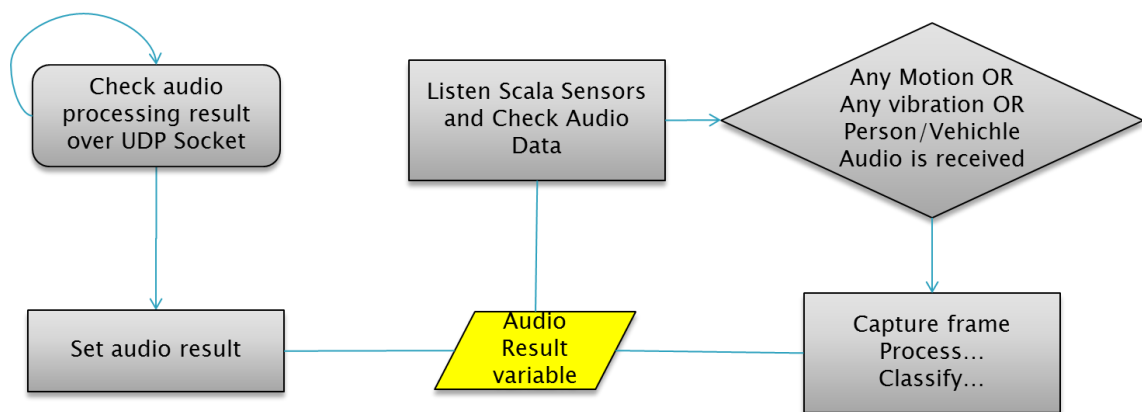 Check audio
processing result
over UDP Socket
Listen Scala Sensors
and Check Audio
Data
Any Motion OR
Any vibration OR
Person/Vehichle
Audio is received
Set audio result
Audio
Result
variable
Capture frame
Process...
Classify...